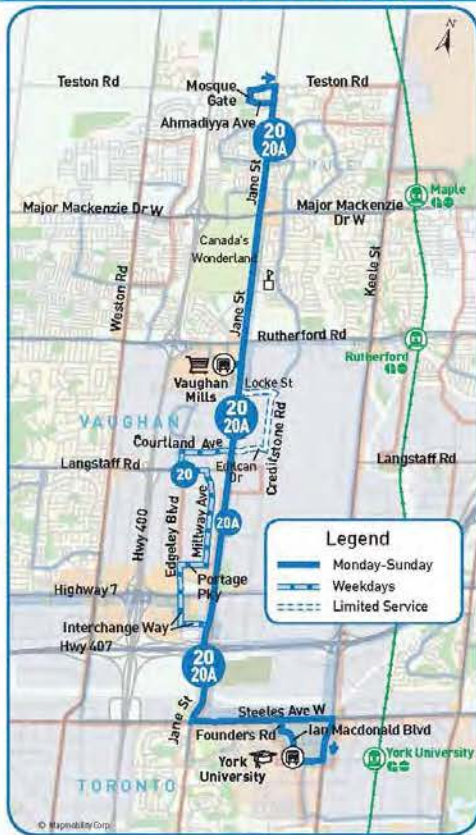 Teston Rd
Mosque
Gate
Teston Rd
Ahmadiyya Ave
20
20A
Jane St
Major Mackenzie Dr W
Major Mackenzie
Dr W
Maple
GO
Canada's
Wonderland
Weston Rd
Keele St
Jane St
Rutherford Rd
Rutherford
GO
Vaughan
Mills
Locke St
20
20A
VAUGHAN
Creditstone Rd
Courtland Ave
Edilcan
Dr
Langstaff Rd
20
Langstaff Rd
Hwy 400
Edgeley Blvd
Millway Ave
20A
Legend
Monday-Sunday
Weekdays
Limited Service
Portage
Pky
Highway 7
Interchange Way
Hwy 407
20
20A
Jane St
Steeles Ave W
Founders Rd
Ian Macdonald Blvd
York
University
York University
GO
TORONTO
© Mapmobility Corp.